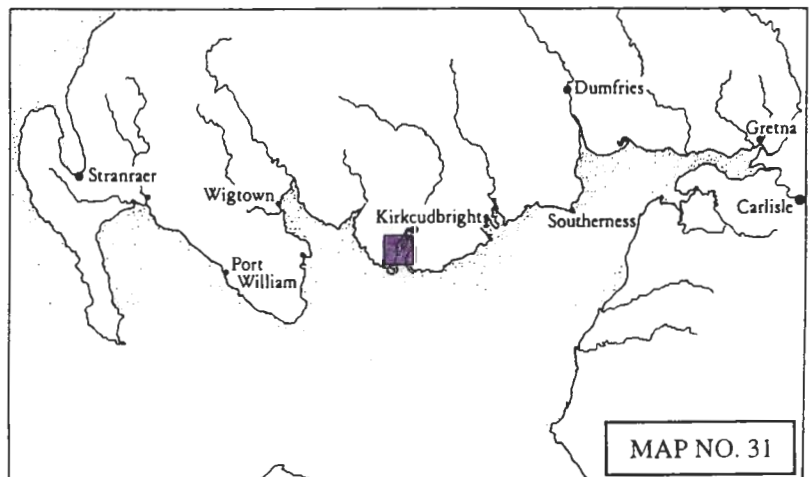 Dumfries
Gretna
Stranraer
Wigtown
Kirkcudbright
Southerness
Carlisle
Port
William
MAP NO. 31